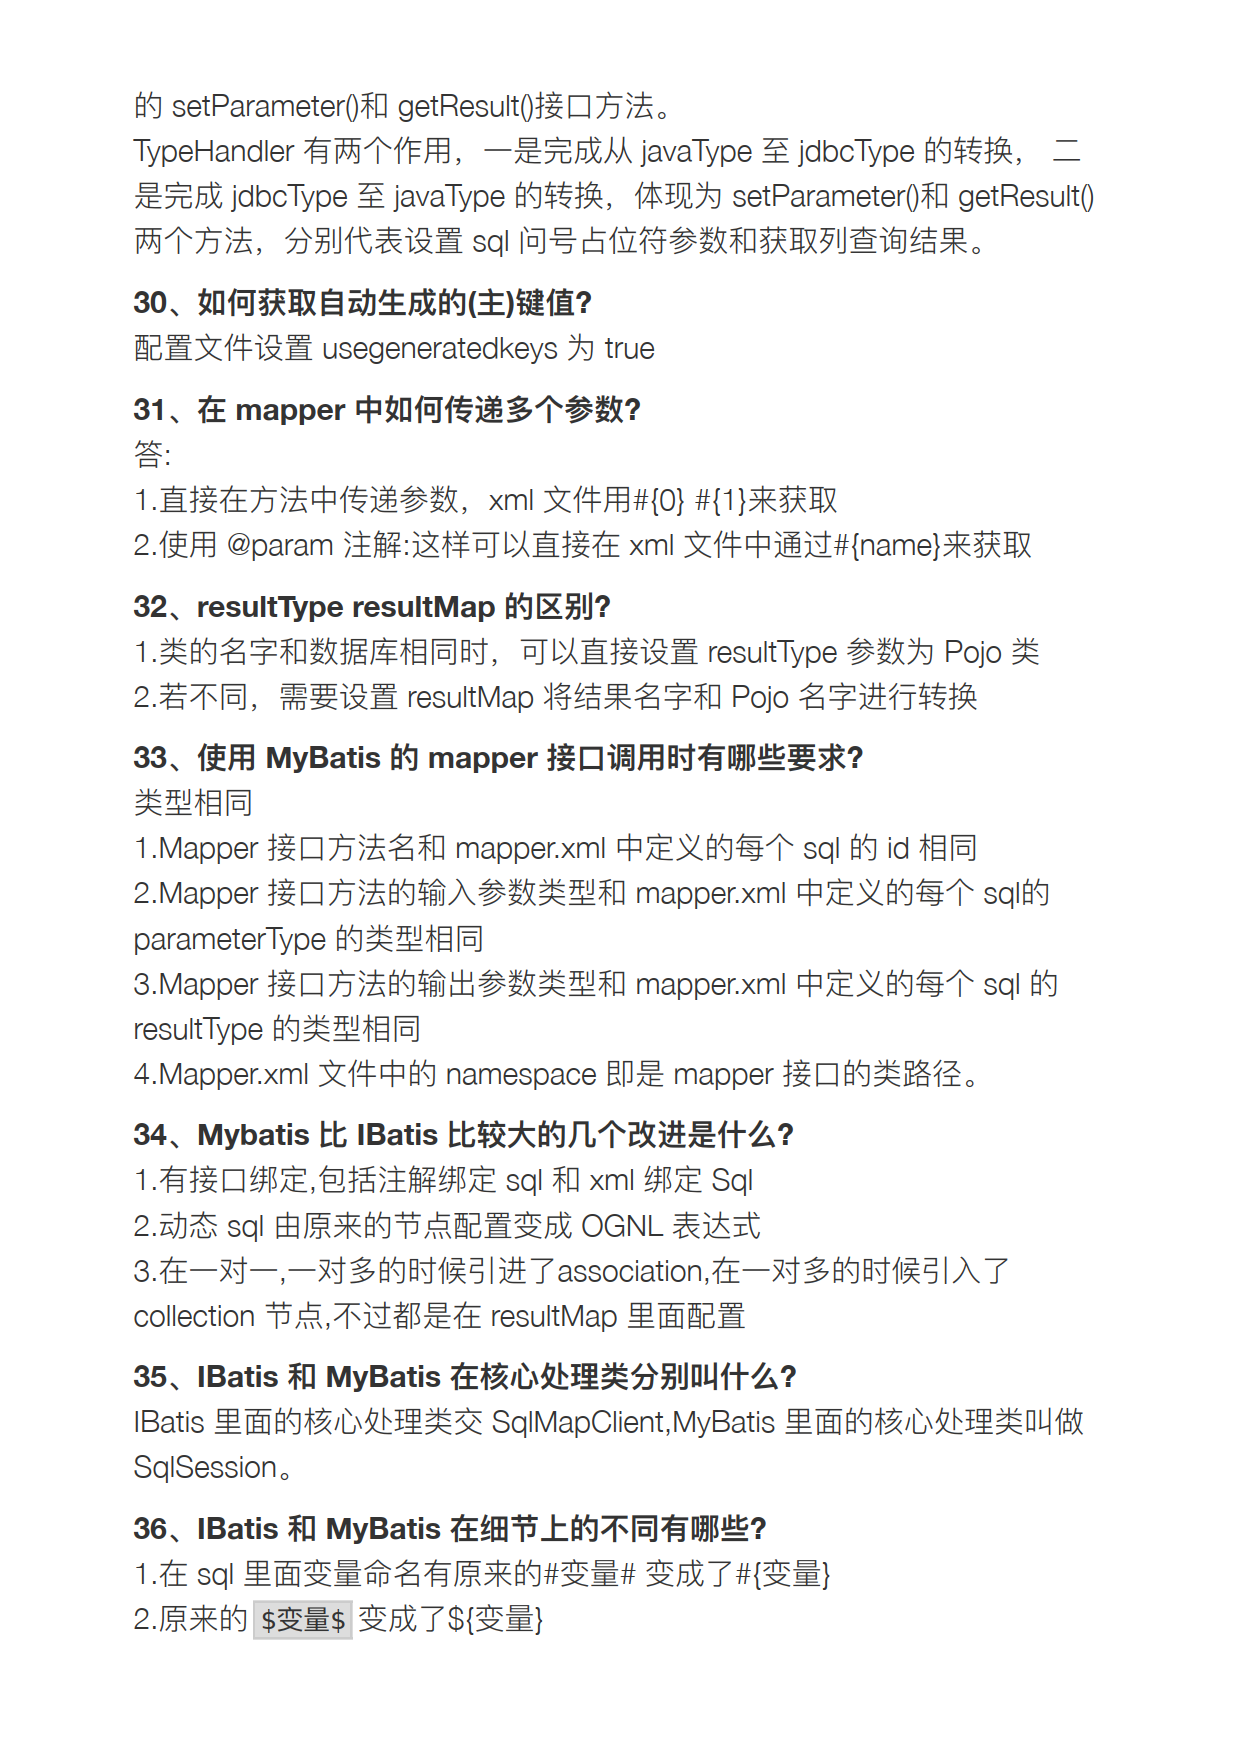 的 setParameter()和 getResult()接口方法。
TypeHandler 有两个作用，一是完成从 javaType 至 jdbcType 的转换， 二
是完成 jdbcType 至 javaType 的转换，体现为 setParameter()和 getResult()
两个方法，分别代表设置 sql 问号占位符参数和获取列查询结果。
30、如何获取自动生成的(主)键值?
配置文件设置 usegeneratedkeys 为 true
31、在 mapper 中如何传递多个参数?
答:
1.直接在方法中传递参数，xml 文件用#{0} #{1}来获取
2.使用 @param 注解:这样可以直接在 xml 文件中通过#{name}来获取
32、resultType resultMap 的区别?
1.类的名字和数据库相同时，可以直接设置 resultType 参数为 Pojo 类
2.若不同，需要设置 resultMap 将结果名字和 Pojo 名字进行转换
33、使用 MyBatis 的 mapper 接口调用时有哪些要求?
类型相同
1.Mapper 接口方法名和 mapper.xml 中定义的每个 sql 的 id 相同
2.Mapper 接口方法的输入参数类型和 mapper.xml 中定义的每个 sql的
parameterType 的类型相同
3.Mapper 接口方法的输出参数类型和 mapper.xml 中定义的每个 sql 的
resultType 的类型相同
4.Mapper.xml 文件中的 namespace 即是 mapper 接口的类路径。
34、Mybatis 比 IBatis 比较大的几个改进是什么?
1.有接口绑定,包括注解绑定 sql 和 xml 绑定 Sql
2.动态 sql 由原来的节点配置变成 OGNL 表达式
3.在一对一,一对多的时候引进了association,在一对多的时候引入了
collection 节点,不过都是在 resultMap 里面配置
35、IBatis 和 MyBatis 在核心处理类分别叫什么?
IBatis 里面的核心处理类交 SqlMapClient,MyBatis 里面的核心处理类叫做
SqlSession。
36、IBatis 和 MyBatis 在细节上的不同有哪些?
1.在 sql 里面变量命名有原来的#变量# 变成了#{变量}
2.原来的 $变量$ 变成了${变量}